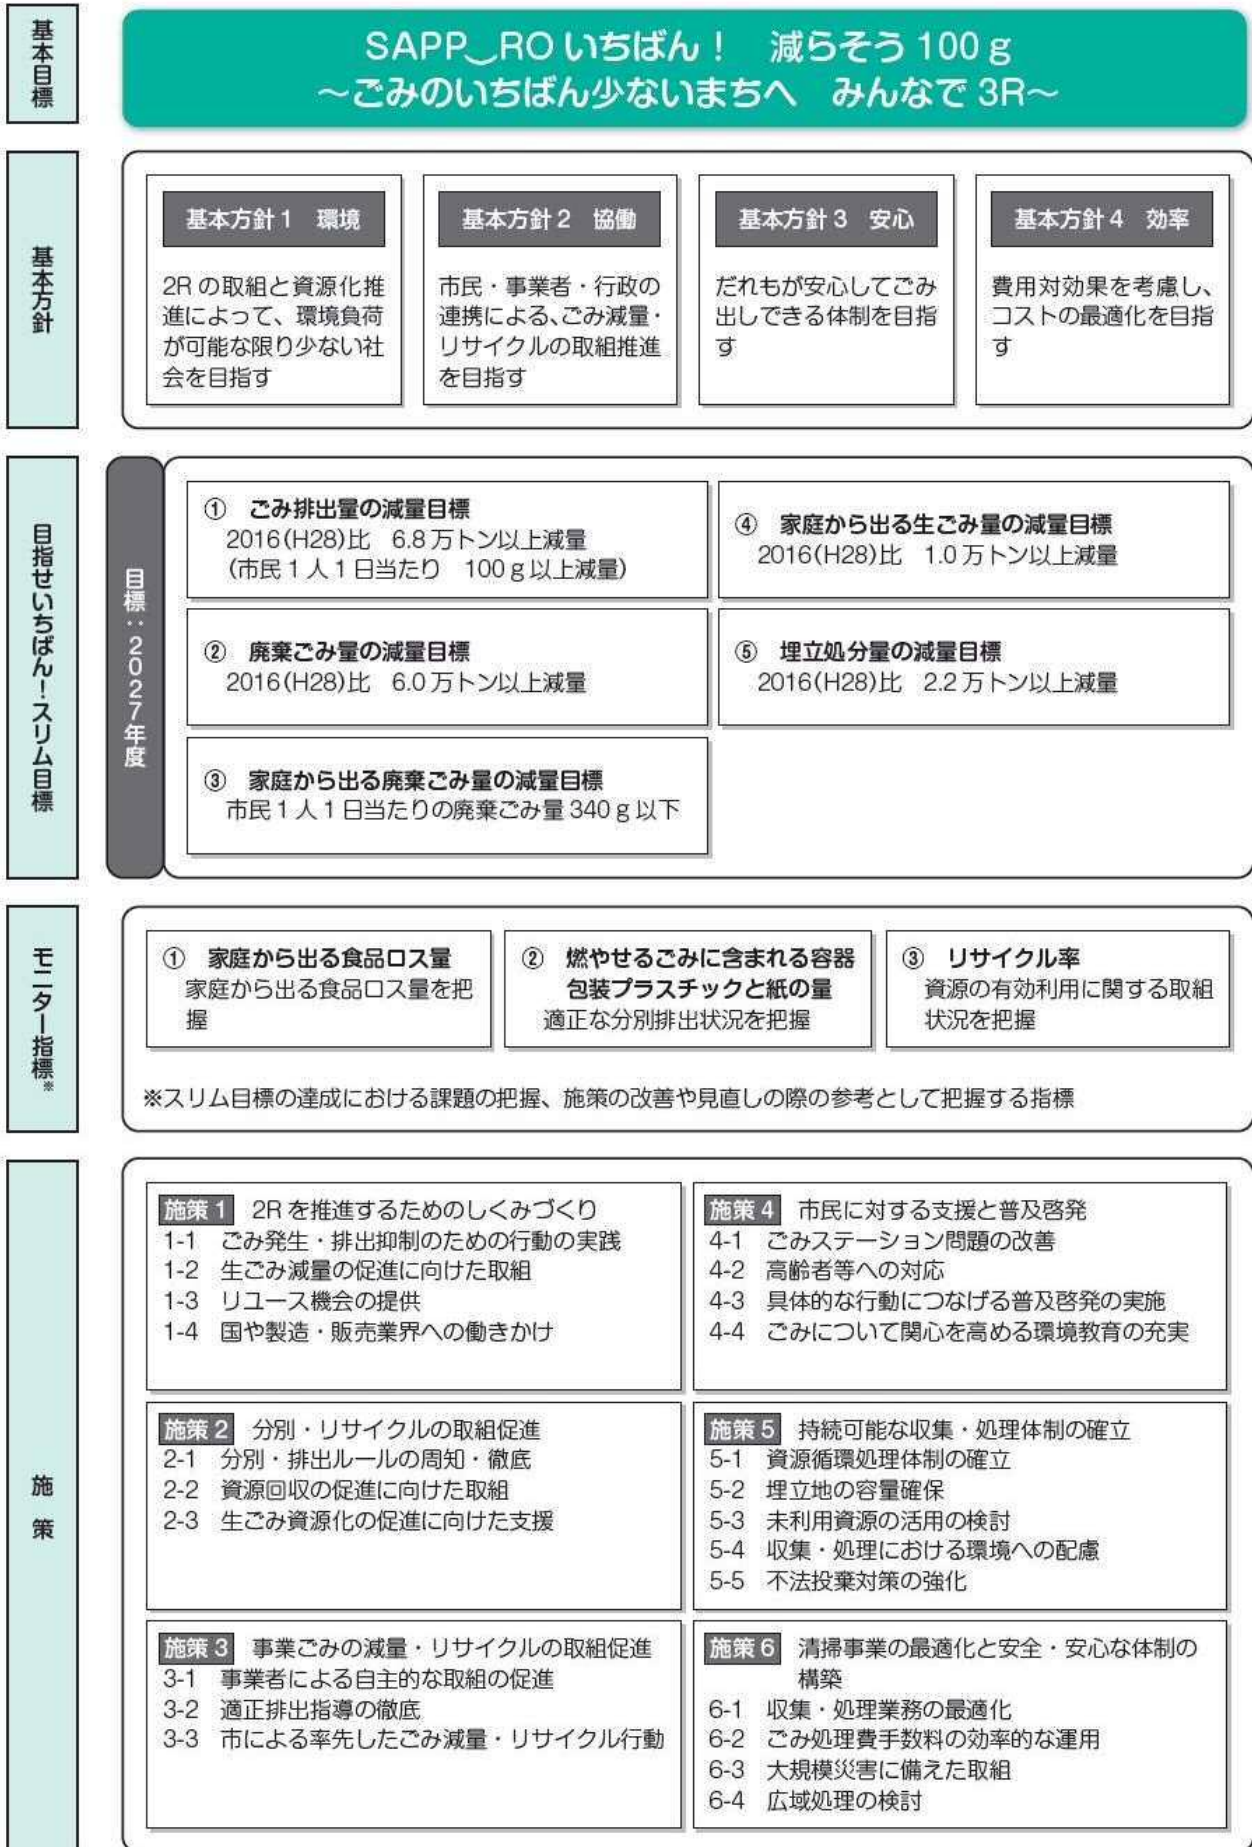 基本目標
SAPP‿RO いちばん！　減らそう 100 g
～ごみのいちばん少ないまちへ　みんなで 3R～
基本方針
基本方針 1　環境
2R の取組と資源化推
進によって、環境負荷
が可能な限り少ない社
会を目指す
基本方針 2　協働
市民・事業者・行政の
連携による、ごみ減量・
リサイクルの取組推進
を目指す
基本方針 3　安心
だれもが安心してごみ
出しできる体制を目指
す
基本方針 4　効率
費用対効果を考慮し、
コストの最適化を目指
す
目指せいちばん！スリム目標
目標：2027年度
①　ごみ排出量の減量目標
2016(H28)比　6.8 万トン以上減量
（市民 1 人 1 日当たり　100 g 以上減量）
②　廃棄ごみ量の減量目標
2016(H28)比　6.0 万トン以上減量
③　家庭から出る廃棄ごみ量の減量目標
市民 1 人 1 日当たりの廃棄ごみ量 340 g 以下
④　家庭から出る生ごみ量の減量目標
2016(H28)比　1.0 万トン以上減量
⑤　埋立処分量の減量目標
2016(H28)比　2.2 万トン以上減量
モニター指標※
①　家庭から出る食品ロス量
家庭から出る食品ロス量を把
握
②　燃やせるごみに含まれる容器
包装プラスチックと紙の量
適正な分別排出状況を把握
③　リサイクル率
資源の有効利用に関する取組
状況を把握
※スリム目標の達成における課題の把握、施策の改善や見直しの際の参考として把握する指標
施策
施策 1　2R を推進するためのしくみづくり
1-1　ごみ発生・排出抑制のための行動の実践
1-2　生ごみ減量の促進に向けた取組
1-3　リユース機会の提供
1-4　国や製造・販売業界への働きかけ
施策 2　分別・リサイクルの取組促進
2-1　分別・排出ルールの周知・徹底
2-2　資源回収の促進に向けた取組
2-3　生ごみ資源化の促進に向けた支援
施策 3　事業ごみの減量・リサイクルの取組促進
3-1　事業者による自主的な取組の促進
3-2　適正排出指導の徹底
3-3　市による率先したごみ減量・リサイクル行動
施策 4　市民に対する支援と普及啓発
4-1　ごみステーション問題の改善
4-2　高齢者等への対応
4-3　具体的な行動につなげる普及啓発の実施
4-4　ごみについて関心を高める環境教育の充実
施策 5　持続可能な収集・処理体制の確立
5-1　資源循環処理体制の確立
5-2　埋立地の容量確保
5-3　未利用資源の活用の検討
5-4　収集・処理における環境への配慮
5-5　不法投棄対策の強化
施策 6　清掃事業の最適化と安全・安心な体制の
構築
6-1　収集・処理業務の最適化
6-2　ごみ処理費手数料の効率的な運用
6-3　大規模災害に備えた取組
6-4　広域処理の検討